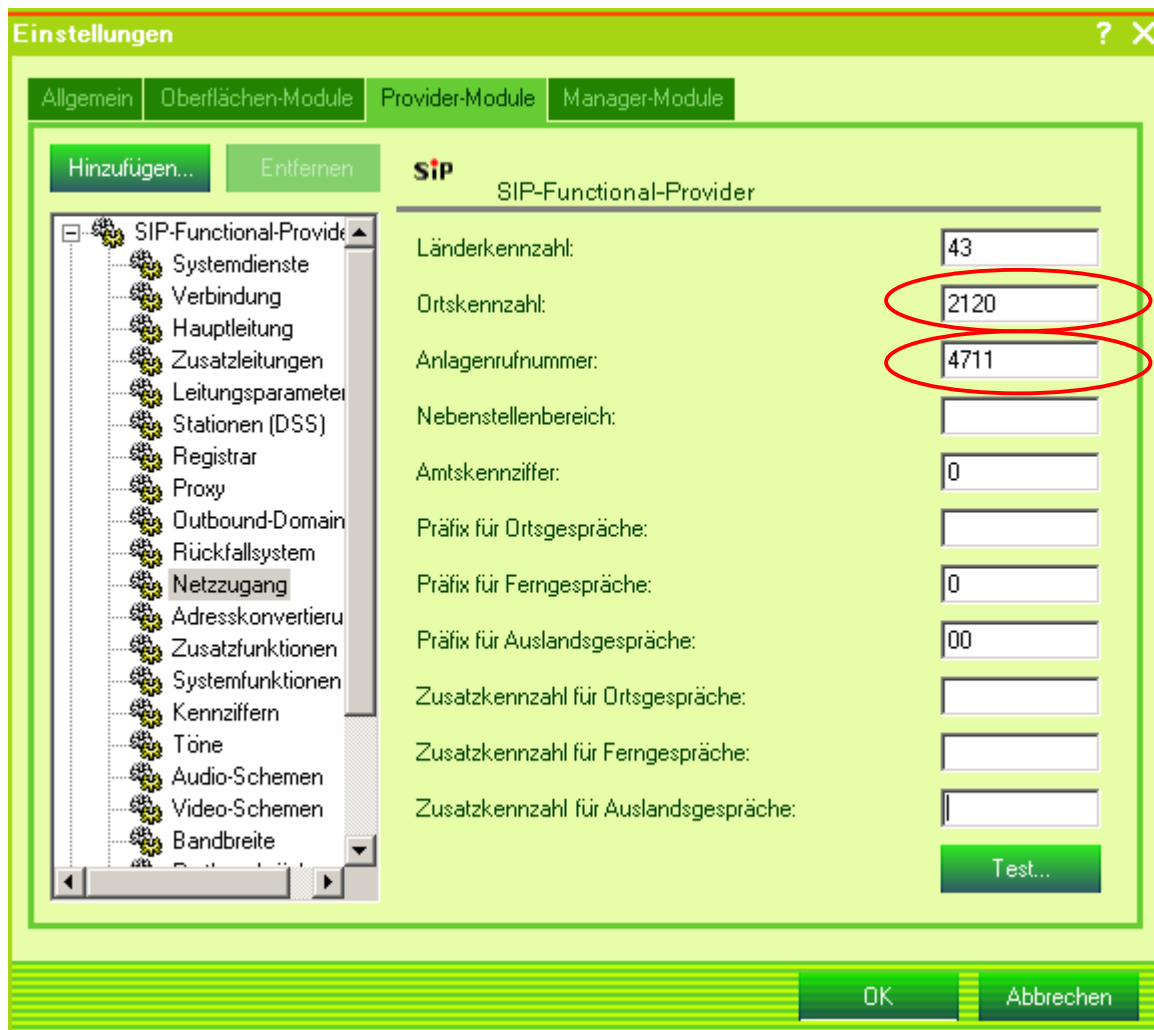 Einstellungen ? X
Allgemein Oberflächen-Module Provider-Module Manager-Module
Hinzufügen... Entfernen
SIP-Functional-Provide
Systemdienste
Verbindung
Hauptleitung
Zusatzleitungen
Leitungsparameter
Stationen (DSS)
Registrar
Proxy
Outbound-Domain
Rückfallsystem
Netzzugang
Adresskonvertieru
Zusatzfunktionen
Systemfunktionen
Kennziffern
Töne
Audio-Schemen
Video-Schemen
Bandbreite
SiP
SIP-Functional-Provider
Länderkennzahl: 43
Ortskennzahl: 2120
Anlagenrufnummer: 4711
Nebenstellenbereich:
Amtskennziffer: 0
Präfix für Ortsgespräche:
Präfix für Ferngespräche: 0
Präfix für Auslandsgespräche: 00
Zusatzkennzahl für Ortsgespräche:
Zusatzkennzahl für Ferngespräche:
Zusatzkennzahl für Auslandsgespräche:
Test...
OK Abbrechen